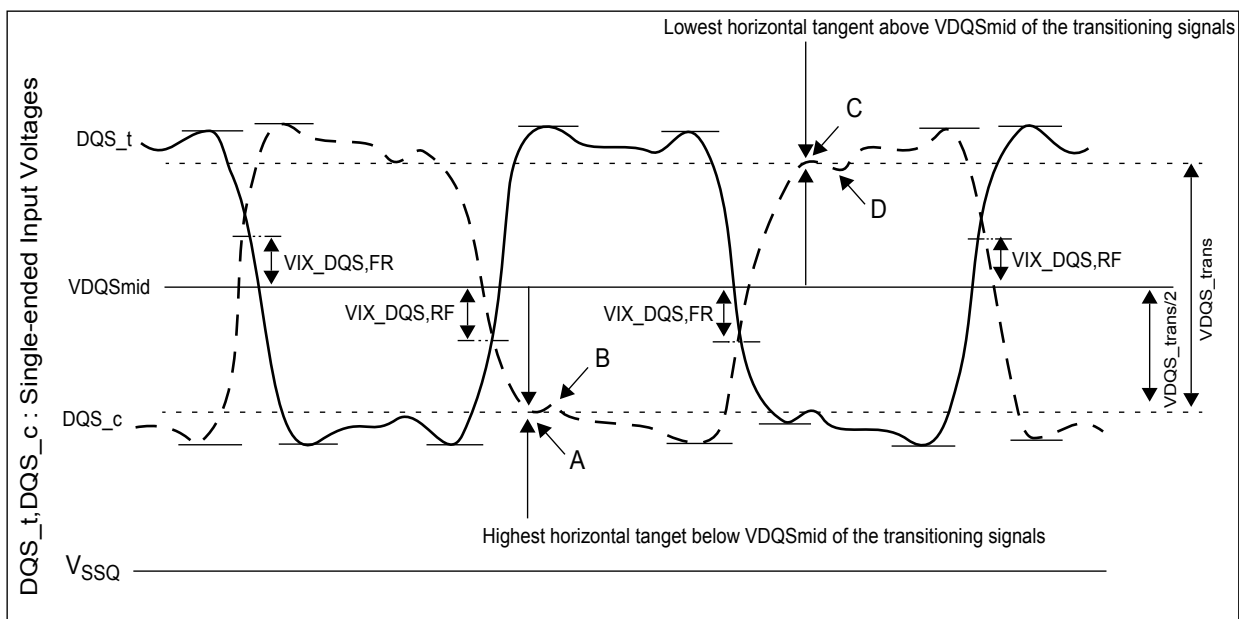 Lowest horizontal tangent above VDQSmid of the transitioning signals
DQS_t,DQS_c : Single-ended Input Voltages
DQS_t
C
D
VIX_DQS,FR
VIX_DQS,RF
VDQSmid
VIX_DQS,RF
VIX_DQS,FR
VDQS_trans/2
VDQS_trans
B
DQS_c
A
Highest horizontal tanget below VDQSmid of the transitioning signals
VSSQ